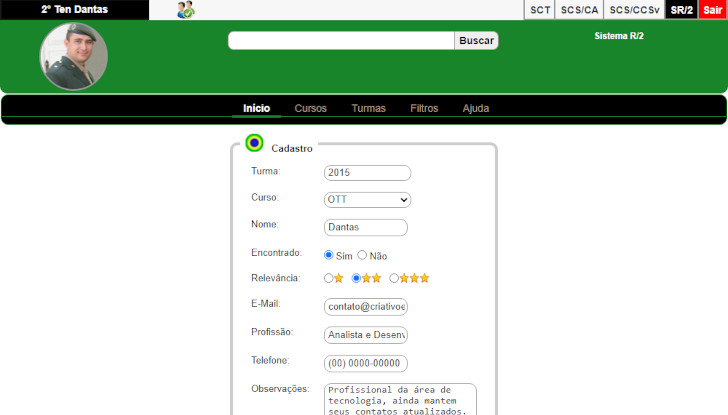 2º Ten Dantas
SCT SCS/CA SCS/CCSv SR/2 Sair
Buscar
Sistema R/2
Início Cursos Turmas Filtros Ajuda
Cadastro
Turma: 2015
Curso: OTT
Nome: Dantas
Encontrado: Sim Não
Relevância:
E-Mail: contato@criativoe
Profissão: Analista e Desenv
Telefone: (00) 0000-00000
Observações: Profissional da área de
tecnologia, ainda mantem
seus contatos atualizados.